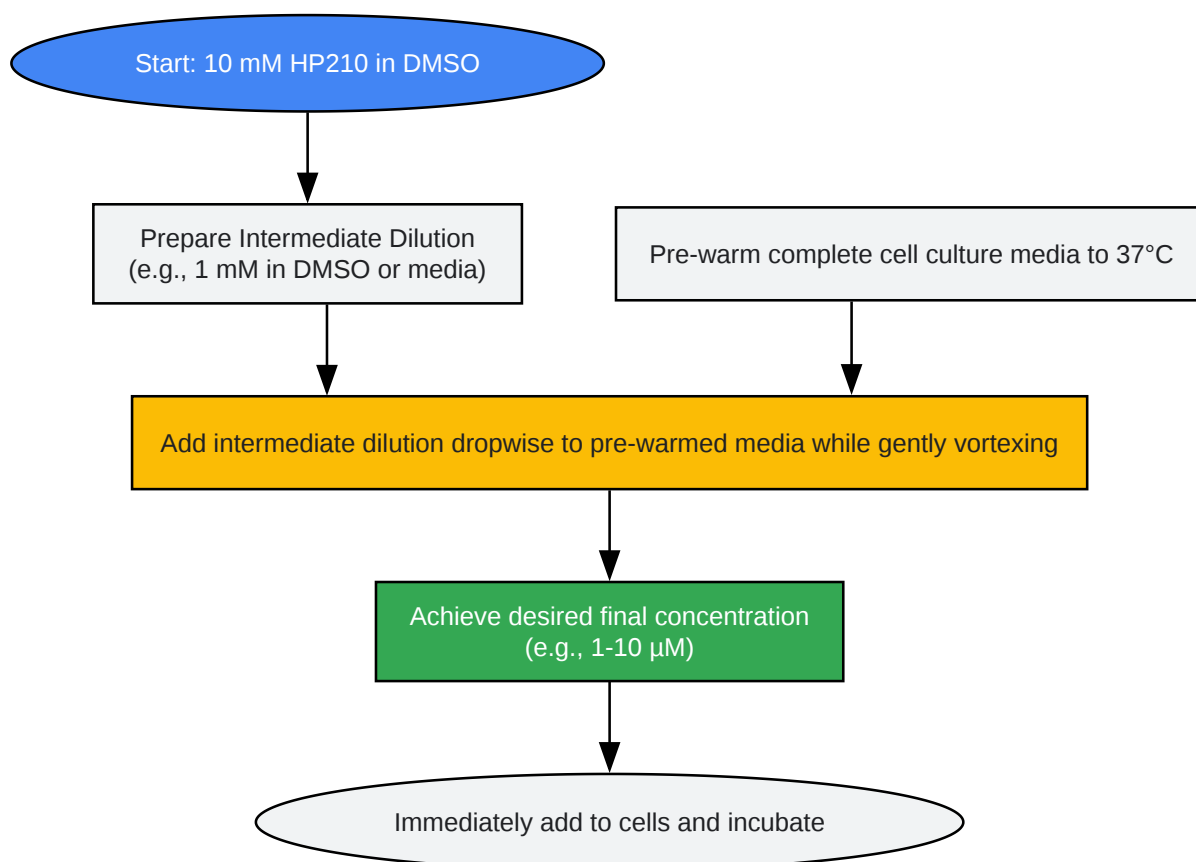 Start: 10 mM HP210 in DMSO
Prepare Intermediate Dilution
(e.g., 1 mM in DMSO or media)
Pre-warm complete cell culture media to 37°C
Add intermediate dilution dropwise to pre-warmed media while gently vortexing
Achieve desired final concentration
(e.g., 1-10 µM)
Immediately add to cells and incubate